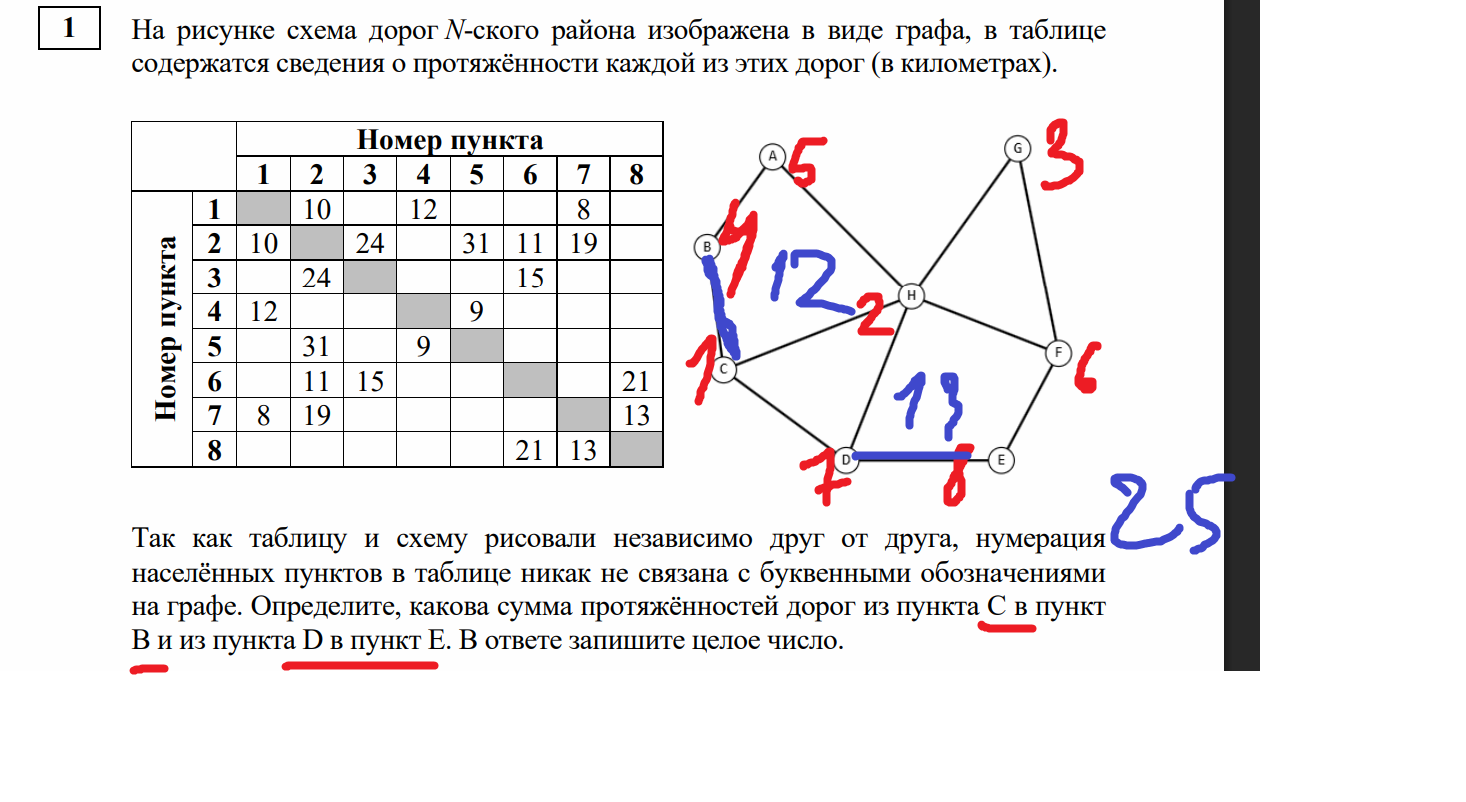 1
На рисунке схема дорог N-ского района изображена в виде графа, в таблице
содержатся сведения о протяжённости каждой из этих дорог (в километрах).
Номер пункта
1 2 3 4 5 6 7 8
Номер пункта
1 10 12 8
2 10 24 31 11 19
3 24 15
4 12 9
5 31 9
6 11 15 21
7 8 19 13
8 21 13
A 5
G 3
B 4
12
H 2
C 1
F 6
13
D 7
E 8
25
Так как таблицу и схему рисовали независимо друг от друга, нумерация
населённых пунктов в таблице никак не связана с буквенными обозначениями
на графе. Определите, какова сумма протяжённостей дорог из пункта C в пункт
B и из пункта D в пункт E. В ответе запишите целое число.